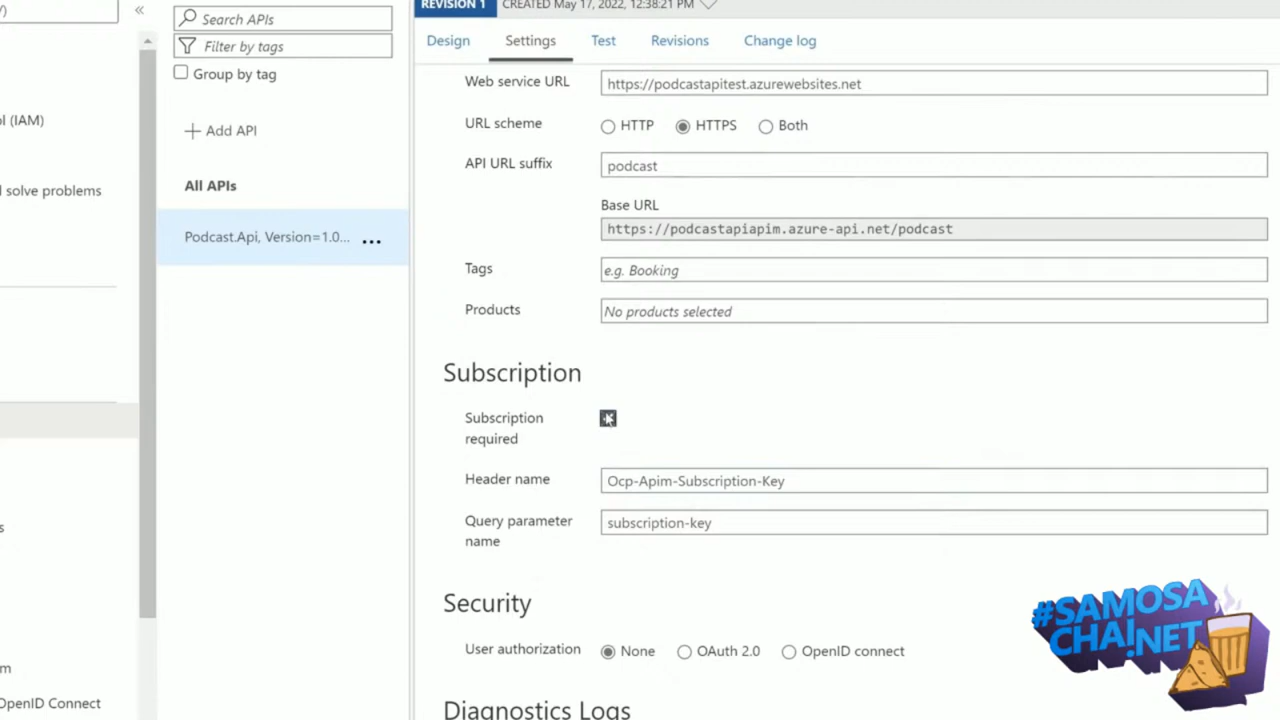 /)
«
Search APIs
Filter by tags
Group by tag
l (IAM)
Add API
l solve problems
All APIs
Podcast.Api, Version=1.0... ...
s
m
OpenID Connect
REVISION 1 CREATED May 17, 2022, 12:38:21 PM
Design Settings Test Revisions Change log
Web service URL https://podcastapitest.azurewebsites.net
URL scheme HTTP HTTPS Both
API URL suffix podcast
Base URL
https://podcastapiapim.azure-api.net/podcast
Tags e.g. Booking
Products No products selected
Subscription
Subscription
required
Header name Ocp-Apim-Subscription-Key
Query parameter subscription-key
name
Security
User authorization None OAuth 2.0 OpenID connect
Diagnostics Logs
#SAMOSA
CHAI.NET